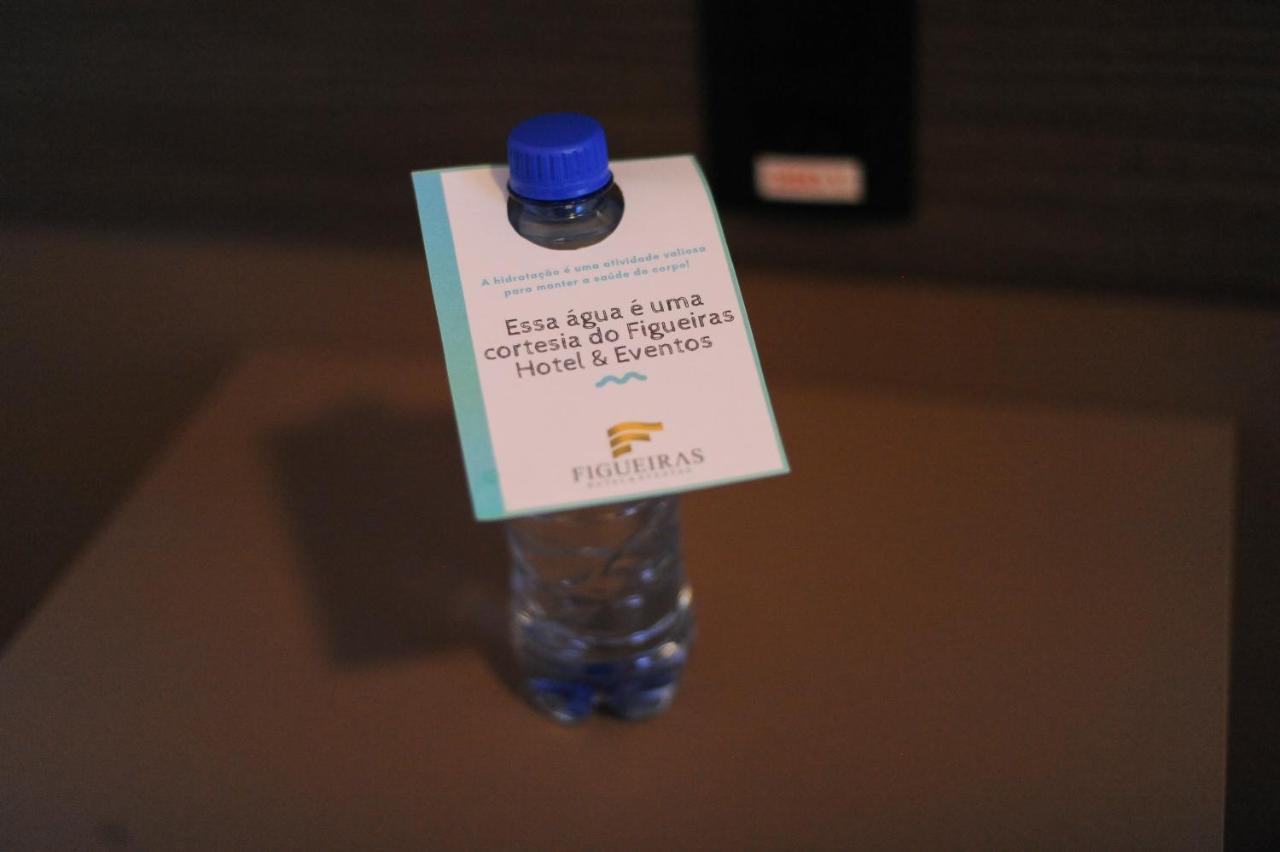 A hidratação é uma atividade valiosa
para manter a saúde do corpo!
Essa água é uma
cortesia do Figueiras
Hotel & Eventos
FIGUEIRAS